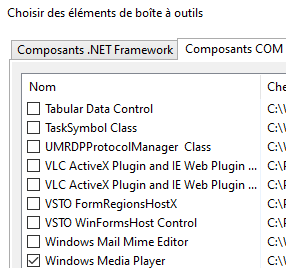 Choisir des éléments de boîte à outils
Composants .NET Framework
Composants COM
Nom
Che
Tabular Data Control
C:\
TaskSymbol Class
C:\
UMRDPProtocolManager Class
C:\
VLC ActiveX Plugin and IE Web Plugin ...
C:\
VLC ActiveX Plugin and IE Web Plugin ...
C:\
VSTO FormRegionsHostX
C:\
VSTO WinFormsHost Control
C:\
Windows Mail Mime Editor
C:\
Windows Media Player
C:\